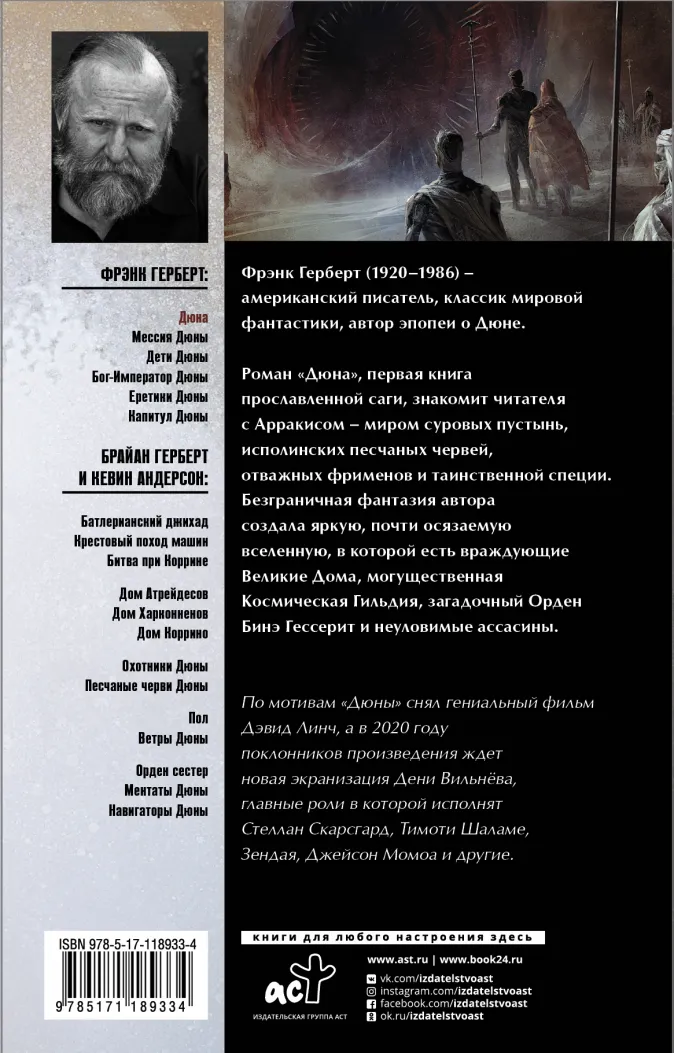 ФРЭНК ГЕРБЕРТ:
Дюна
Мессия Дюны
Дети Дюны
Бог-Император Дюны
Еретики Дюны
Капитул Дюны
БРАЙАН ГЕРБЕРТ
И КЕВИН АНДЕРСОН:
Батлерианский джихад
Крестовый поход машин
Битва при Коррине
Дом Атрейдесов
Дом Харконненов
Дом Коррино
Охотники Дюны
Песчаные черви Дюны
Пол
Ветры Дюны
Орден сестер
Ментаты Дюны
Навигаторы Дюны
ISBN 978-5-17-118933-4
9 785171 189334
Фрэнк Герберт (1920–1986) –
американский писатель, классик мировой
фантастики, автор эпопеи о Дюне.
Роман «Дюна», первая книга
прославленной саги, знакомит читателя
с Арракисом – миром суровых пустынь,
исполинских песчаных червей,
отважных фрименов и таинственной специи.
Безграничная фантазия автора
создала яркую, почти осязаемую
вселенную, в которой есть враждующие
Великие Дома, могущественная
Космическая Гильдия, загадочный Орден
Бинэ Гессерит и неуловимые ассасины.
По мотивам «Дюны» снял гениальный фильм
Дэвид Линч, а в 2020 году
поклонников произведения ждет
новая экранизация Дени Вильнёва,
главные роли в которой исполнят
Стеллан Скарсгард, Тимоти Шаламе,
Зендая, Джейсон Момоа и другие.
книги для любого настроения здесь
аст
ИЗДАТЕЛЬСКАЯ ГРУППА АСТ
www.ast.ru | www.book24.ru
vk.com/izdatelstvoast
instagram.com/izdatelstvoast
facebook.com/izdatelstvoast
ok.ru/izdatelstvoast